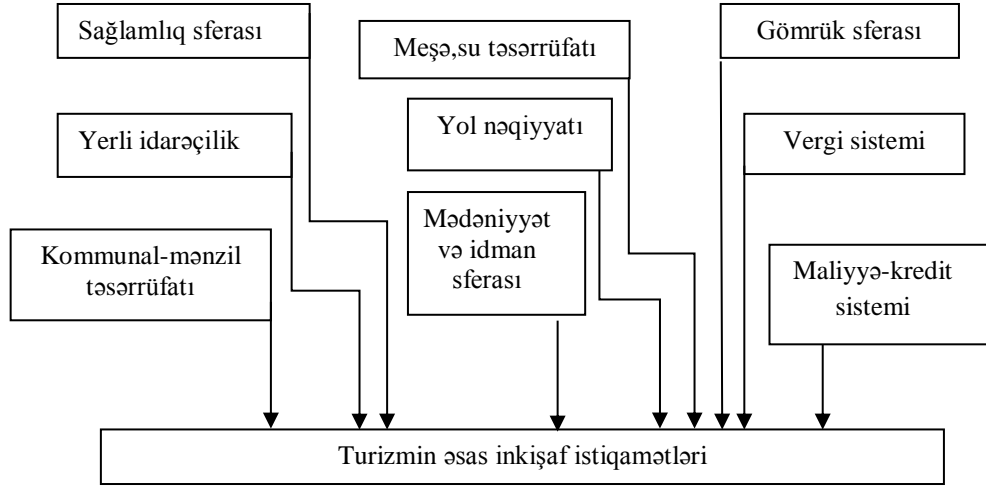 Sağlamlıq sferası
Meşə,su təsərrüfatı
Gömrük sferası
Yerli idarəçilik
Yol nəqiyyatı
Vergi sistemi
Kommunal-mənzil
təsərrüfatı
Mədəniyyət
və idman
sferası
Maliyyə-kredit
sistemi
Turizmin əsas inkişaf istiqamətləri